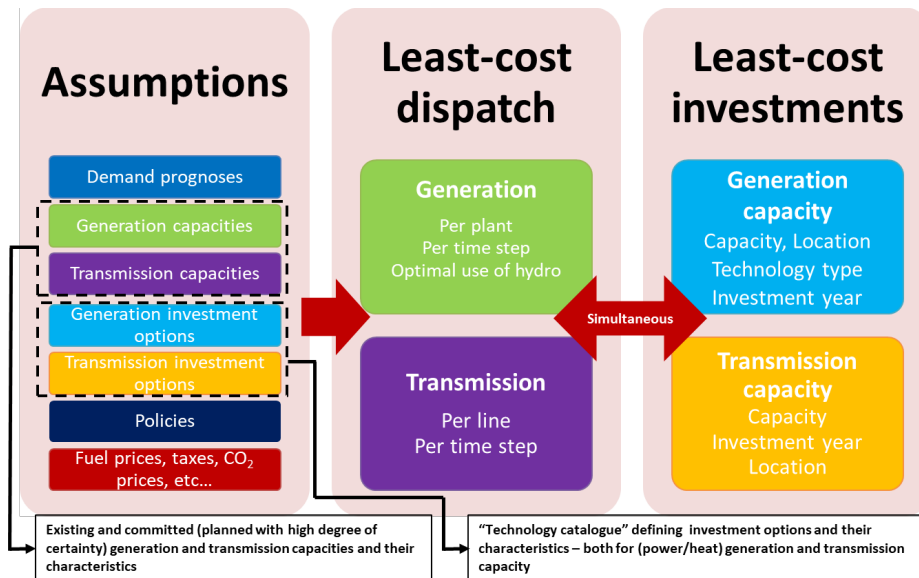 Assumptions
Demand prognoses
Generation capacities
Transmission capacities
Generation investment
options
Transmission investment
options
Policies
Fuel prices, taxes, CO₂
prices, etc...
Least-cost
dispatch
Generation
Per plant
Per time step
Optimal use of hydro
Transmission
Per line
Per time step
Simultaneous
Least-cost
investments
Generation
capacity
Capacity, Location
Technology type
Investment year
Transmission
capacity
Capacity
Investment year
Location
Existing and committed (planned with high degree of
certainty) generation and transmission capacities and their
characteristics
“Technology catalogue” defining investment options and their
characteristics – both for (power/heat) generation and transmission
capacity